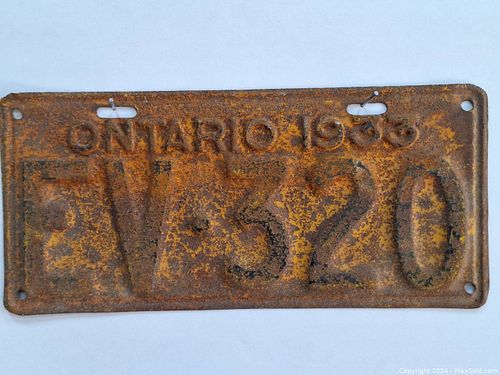 ONTARIO 1933
EV·320
Copyright 2024 - MaxSold.com